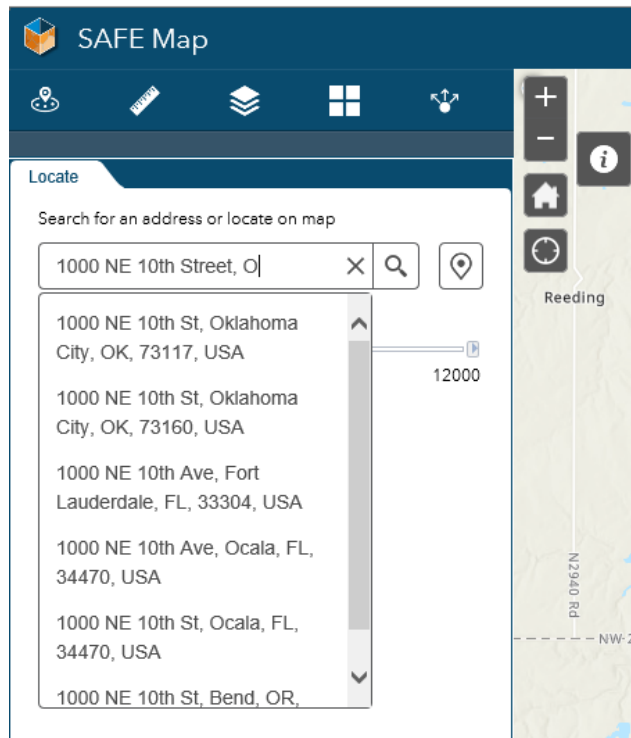 SAFE Map
Locate
Search for an address or locate on map
1000 NE 10th Street, O
1000 NE 10th St, Oklahoma
City, OK, 73117, USA
1000 NE 10th St, Oklahoma
City, OK, 73160, USA
1000 NE 10th Ave, Fort
Lauderdale, FL, 33304, USA
1000 NE 10th Ave, Ocala, FL,
34470, USA
1000 NE 10th St, Ocala, FL,
34470, USA
1000 NE 10th St, Bend, OR,
12000
+
−
i
Reeding
N2940 Rd